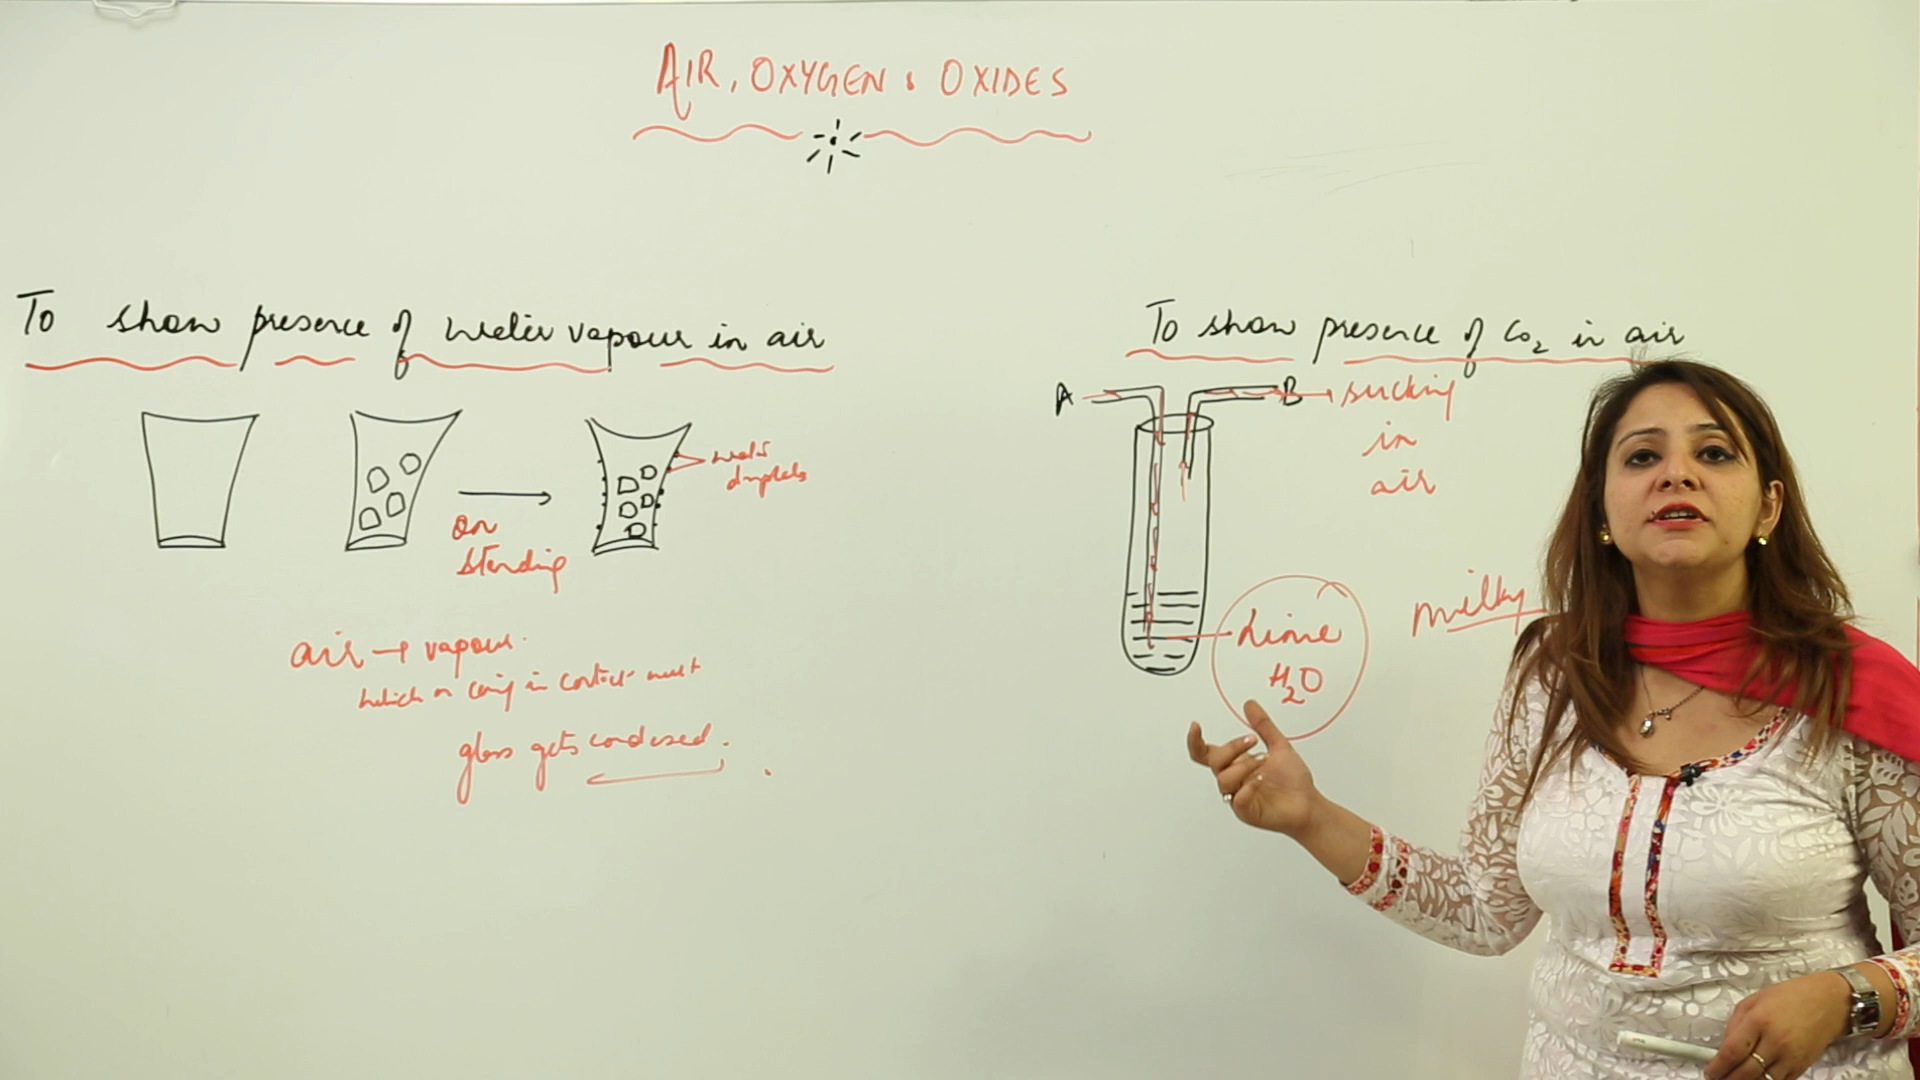 AIR, OXYGEN & OXIDES
To show presence of water vapour in air
water
droplets
on
standing
air → vapour.
which on coming in contact with
glass gets condensed.
To show presence of CO2 in air
A
B → sucking
in
air
Lime
H2O
milky